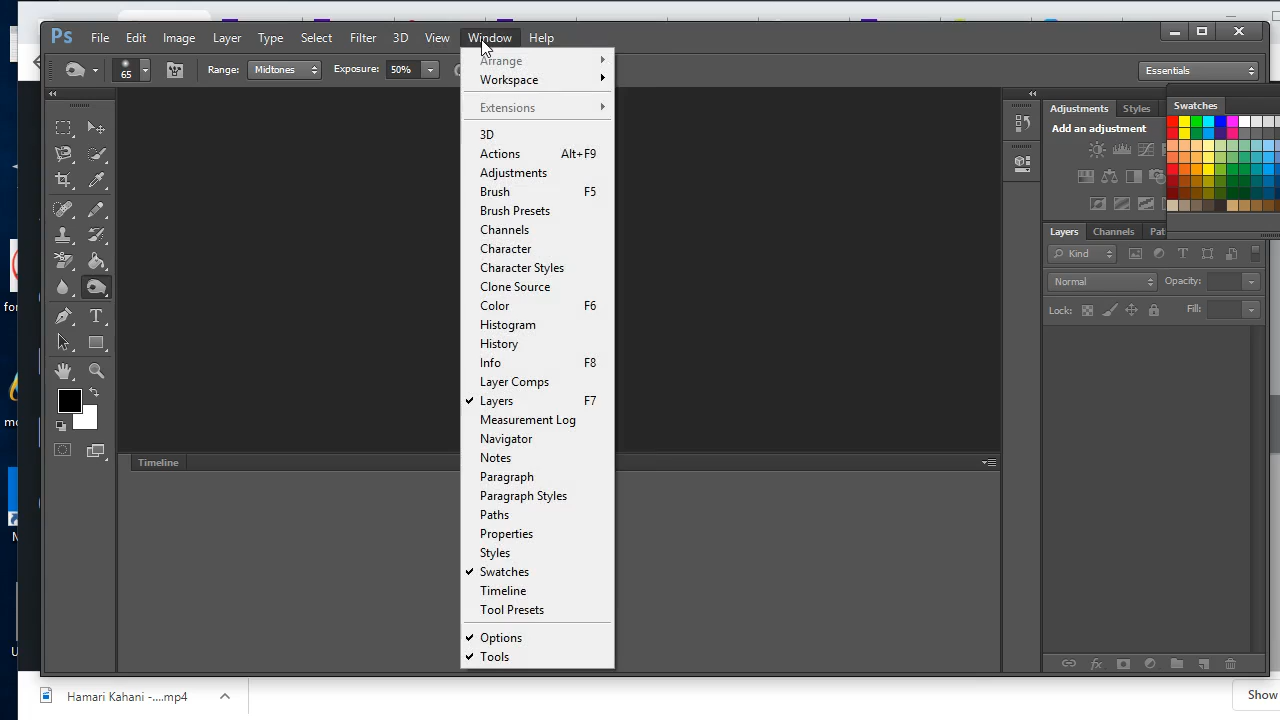 Ps File Edit Image Layer Type Select Filter 3D View Window Help
65 Range: Midtones Exposure: 50% Essentials
Arrange
Workspace
Extensions
3D
Actions Alt+F9
Adjustments
Brush F5
Brush Presets
Channels
Character
Character Styles
Clone Source
Color F6
Histogram
History
Info F8
Layer Comps
Layers F7
Measurement Log
Navigator
Notes
Paragraph
Paragraph Styles
Paths
Properties
Styles
Swatches
Timeline
Tool Presets
Options
Tools
Adjustments Styles
Add an adjustment
Swatches
Layers Channels Pat
Kind
Normal Opacity:
Lock: Fill:
Timeline
for
Hamari Kahani -....mp4
Show